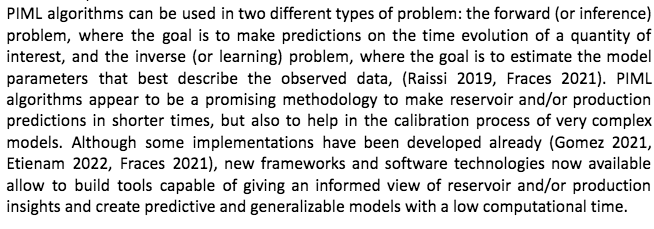 PIML algorithms can be used in two different types of problem: the forward (or inference)
problem, where the goal is to make predictions on the time evolution of a quantity of
interest, and the inverse (or learning) problem, where the goal is to estimate the model
parameters that best describe the observed data, (Raissi 2019, Fraces 2021). PIML
algorithms appear to be a promising methodology to make reservoir and/or production
predictions in shorter times, but also to help in the calibration process of very complex
models. Although some implementations have been developed already (Gomez 2021,
Etienam 2022, Fraces 2021), new frameworks and software technologies now available
allow to build tools capable of giving an informed view of reservoir and/or production
insights and create predictive and generalizable models with a low computational time.